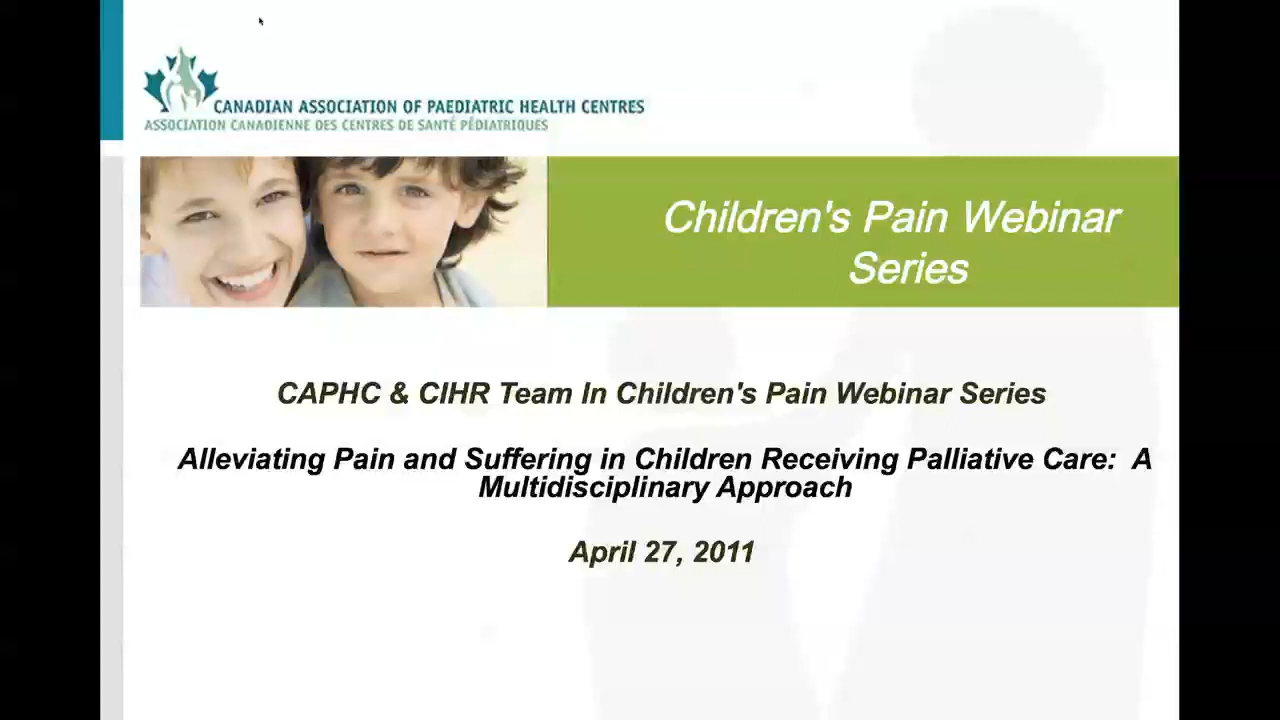 CANADIAN ASSOCIATION OF PAEDIATRIC HEALTH CENTRES
ASSOCIATION CANADIENNE DES CENTRES DE SANTÉ PÉDIATRIQUES
Children's Pain Webinar
Series
CAPHC & CIHR Team In Children's Pain Webinar Series
Alleviating Pain and Suffering in Children Receiving Palliative Care: A
Multidisciplinary Approach
April 27, 2011